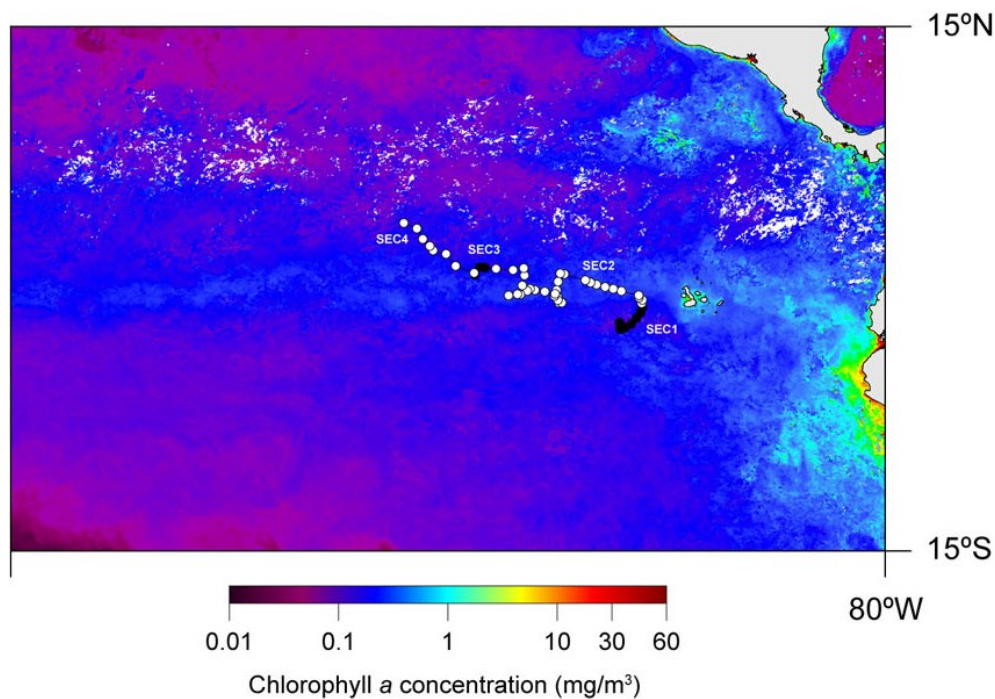 15ºN
SEC4
SEC3
SEC2
SEC1
15ºS
80ºW
0.01 0.1 1 10 30 60
Chlorophyll a concentration (mg/m³)